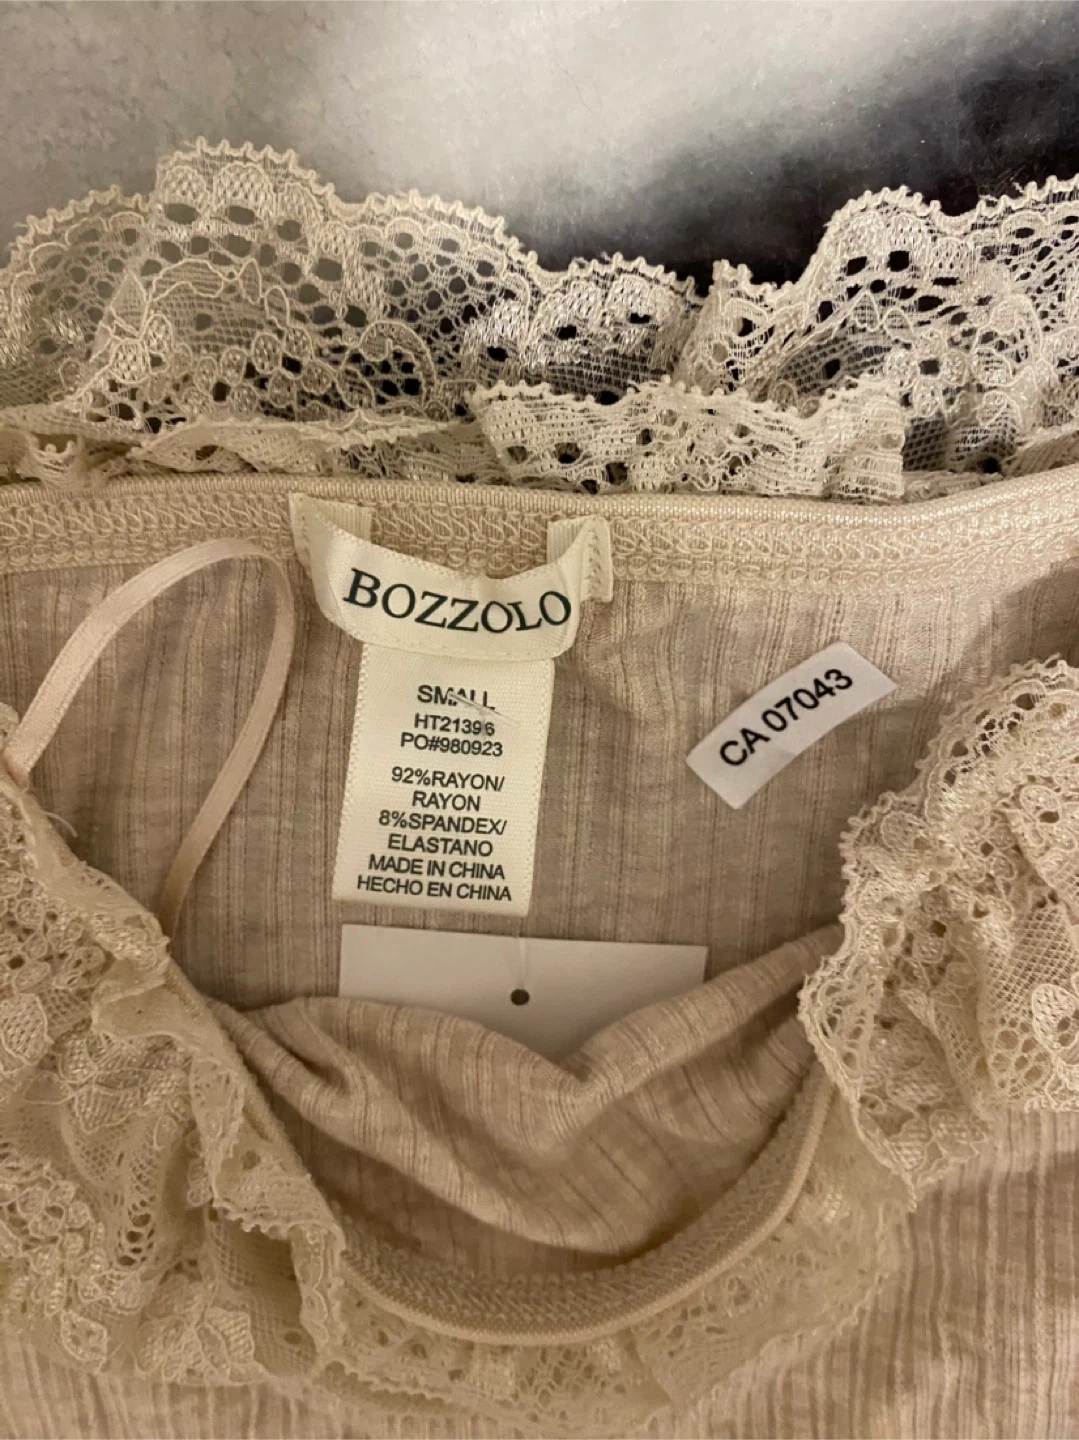 BOZZOLO
SMALL
HT21396
PO#980923
92%RAYON/
RAYON
8%SPANDEX/
ELASTANO
MADE IN CHINA
HECHO EN CHINA
CA 07043